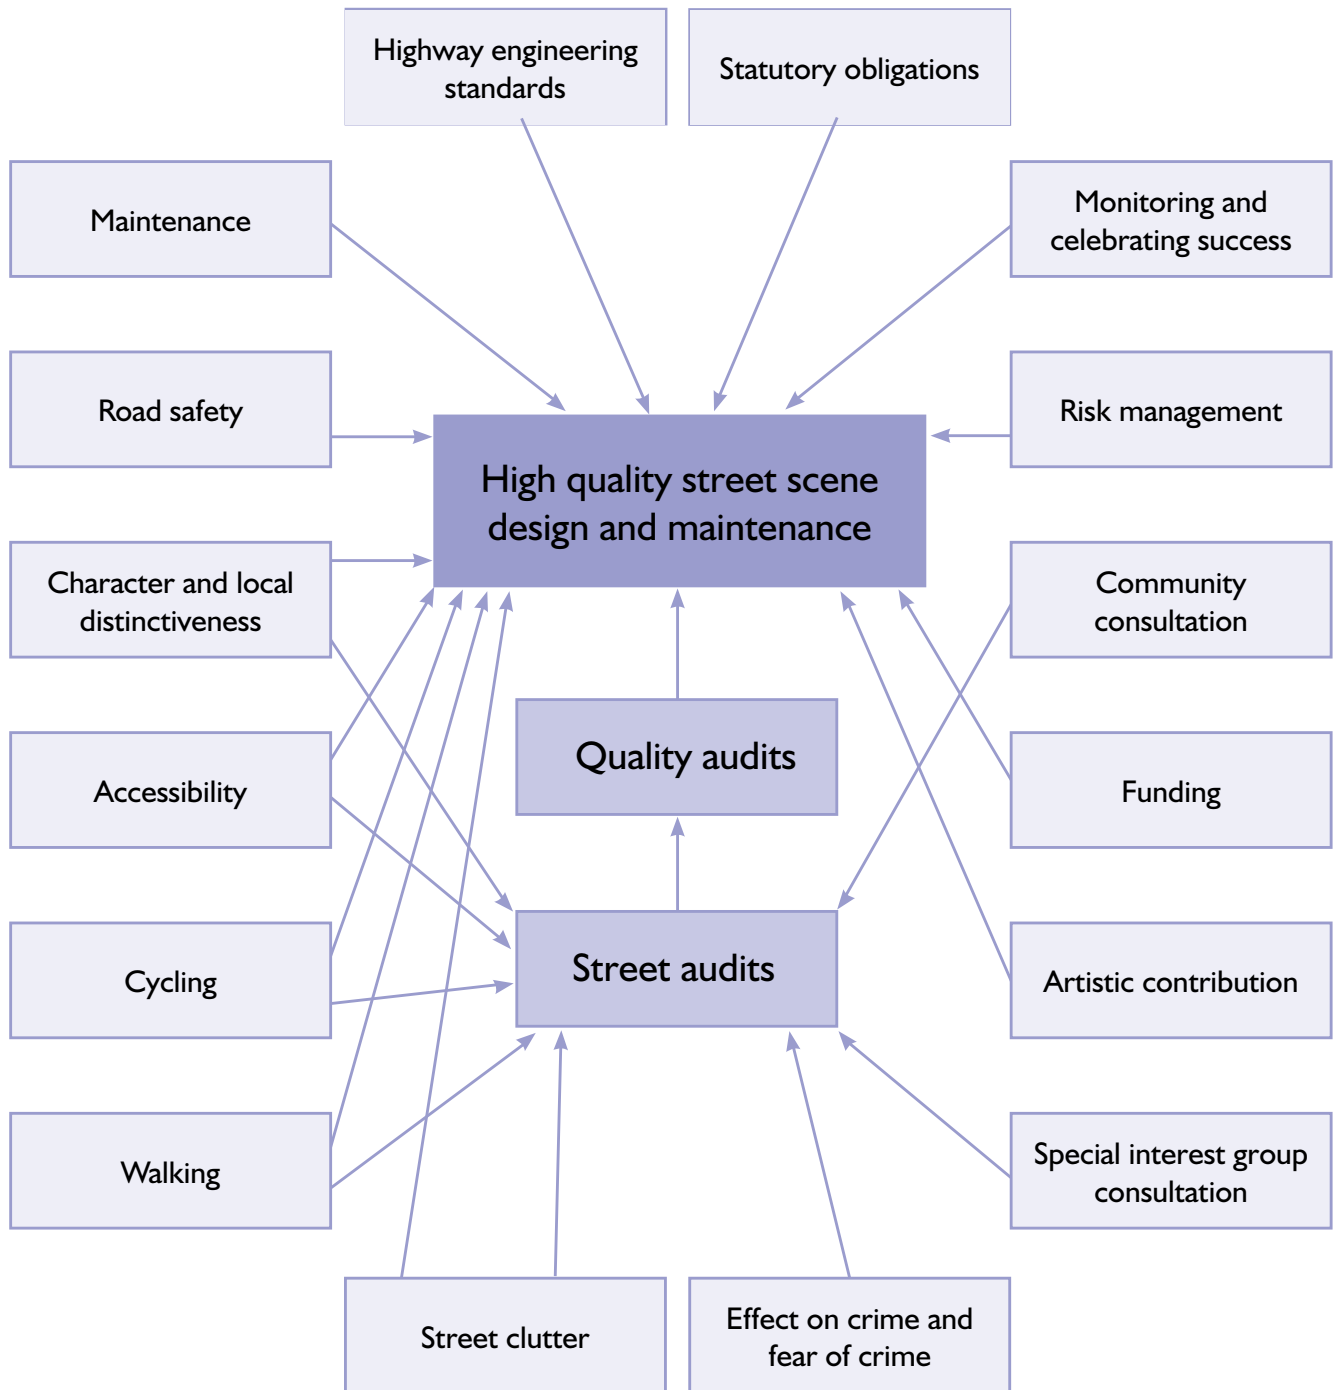 Highway engineering
standards
Statutory obligations
Maintenance
Monitoring and
celebrating success
Road safety
Risk management
High quality street scene
design and maintenance
Character and local
distinctiveness
Community
consultation
Quality audits
Accessibility
Funding
Street audits
Cycling
Artistic contribution
Walking
Special interest group
consultation
Street clutter
Effect on crime and
fear of crime